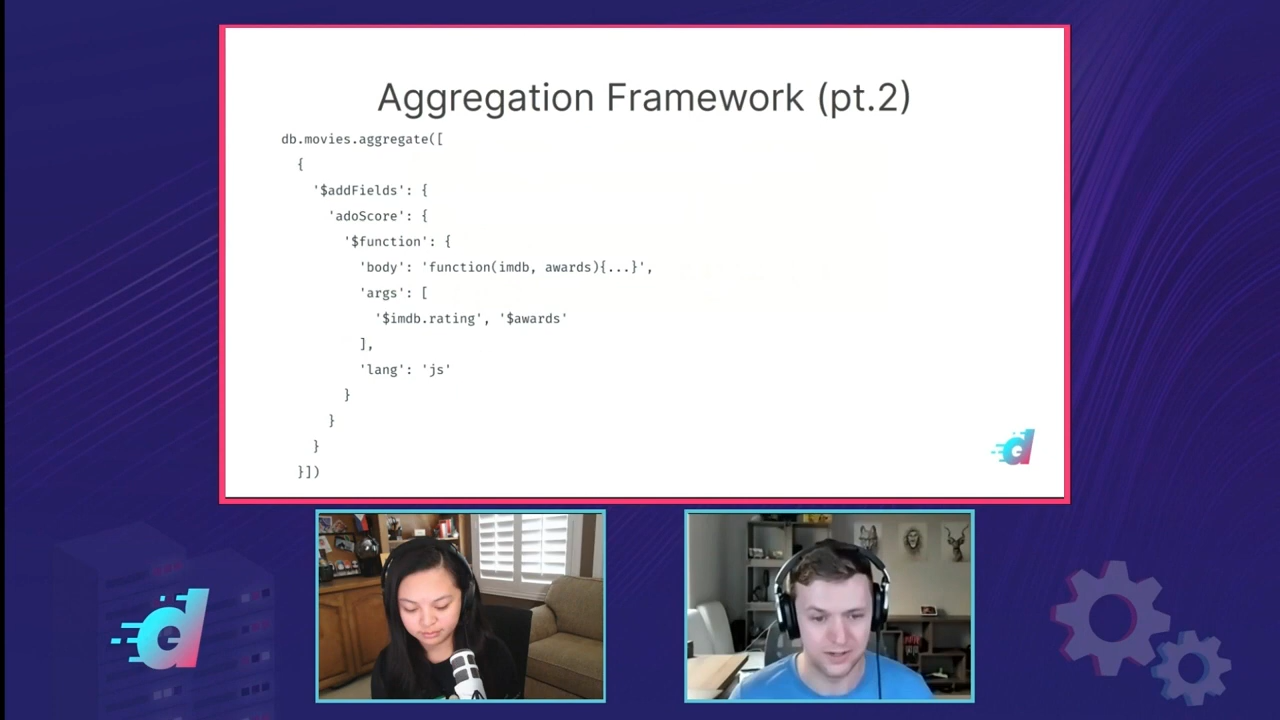 Aggregation Framework (pt.2)
db.movies.aggregate([
{
'$addFields': {
'adoScore': {
'$function': {
'body': 'function(imdb, awards){...}',
'args': [
'$imdb.rating', '$awards'
],
'lang': 'js'
}
}
}
}])